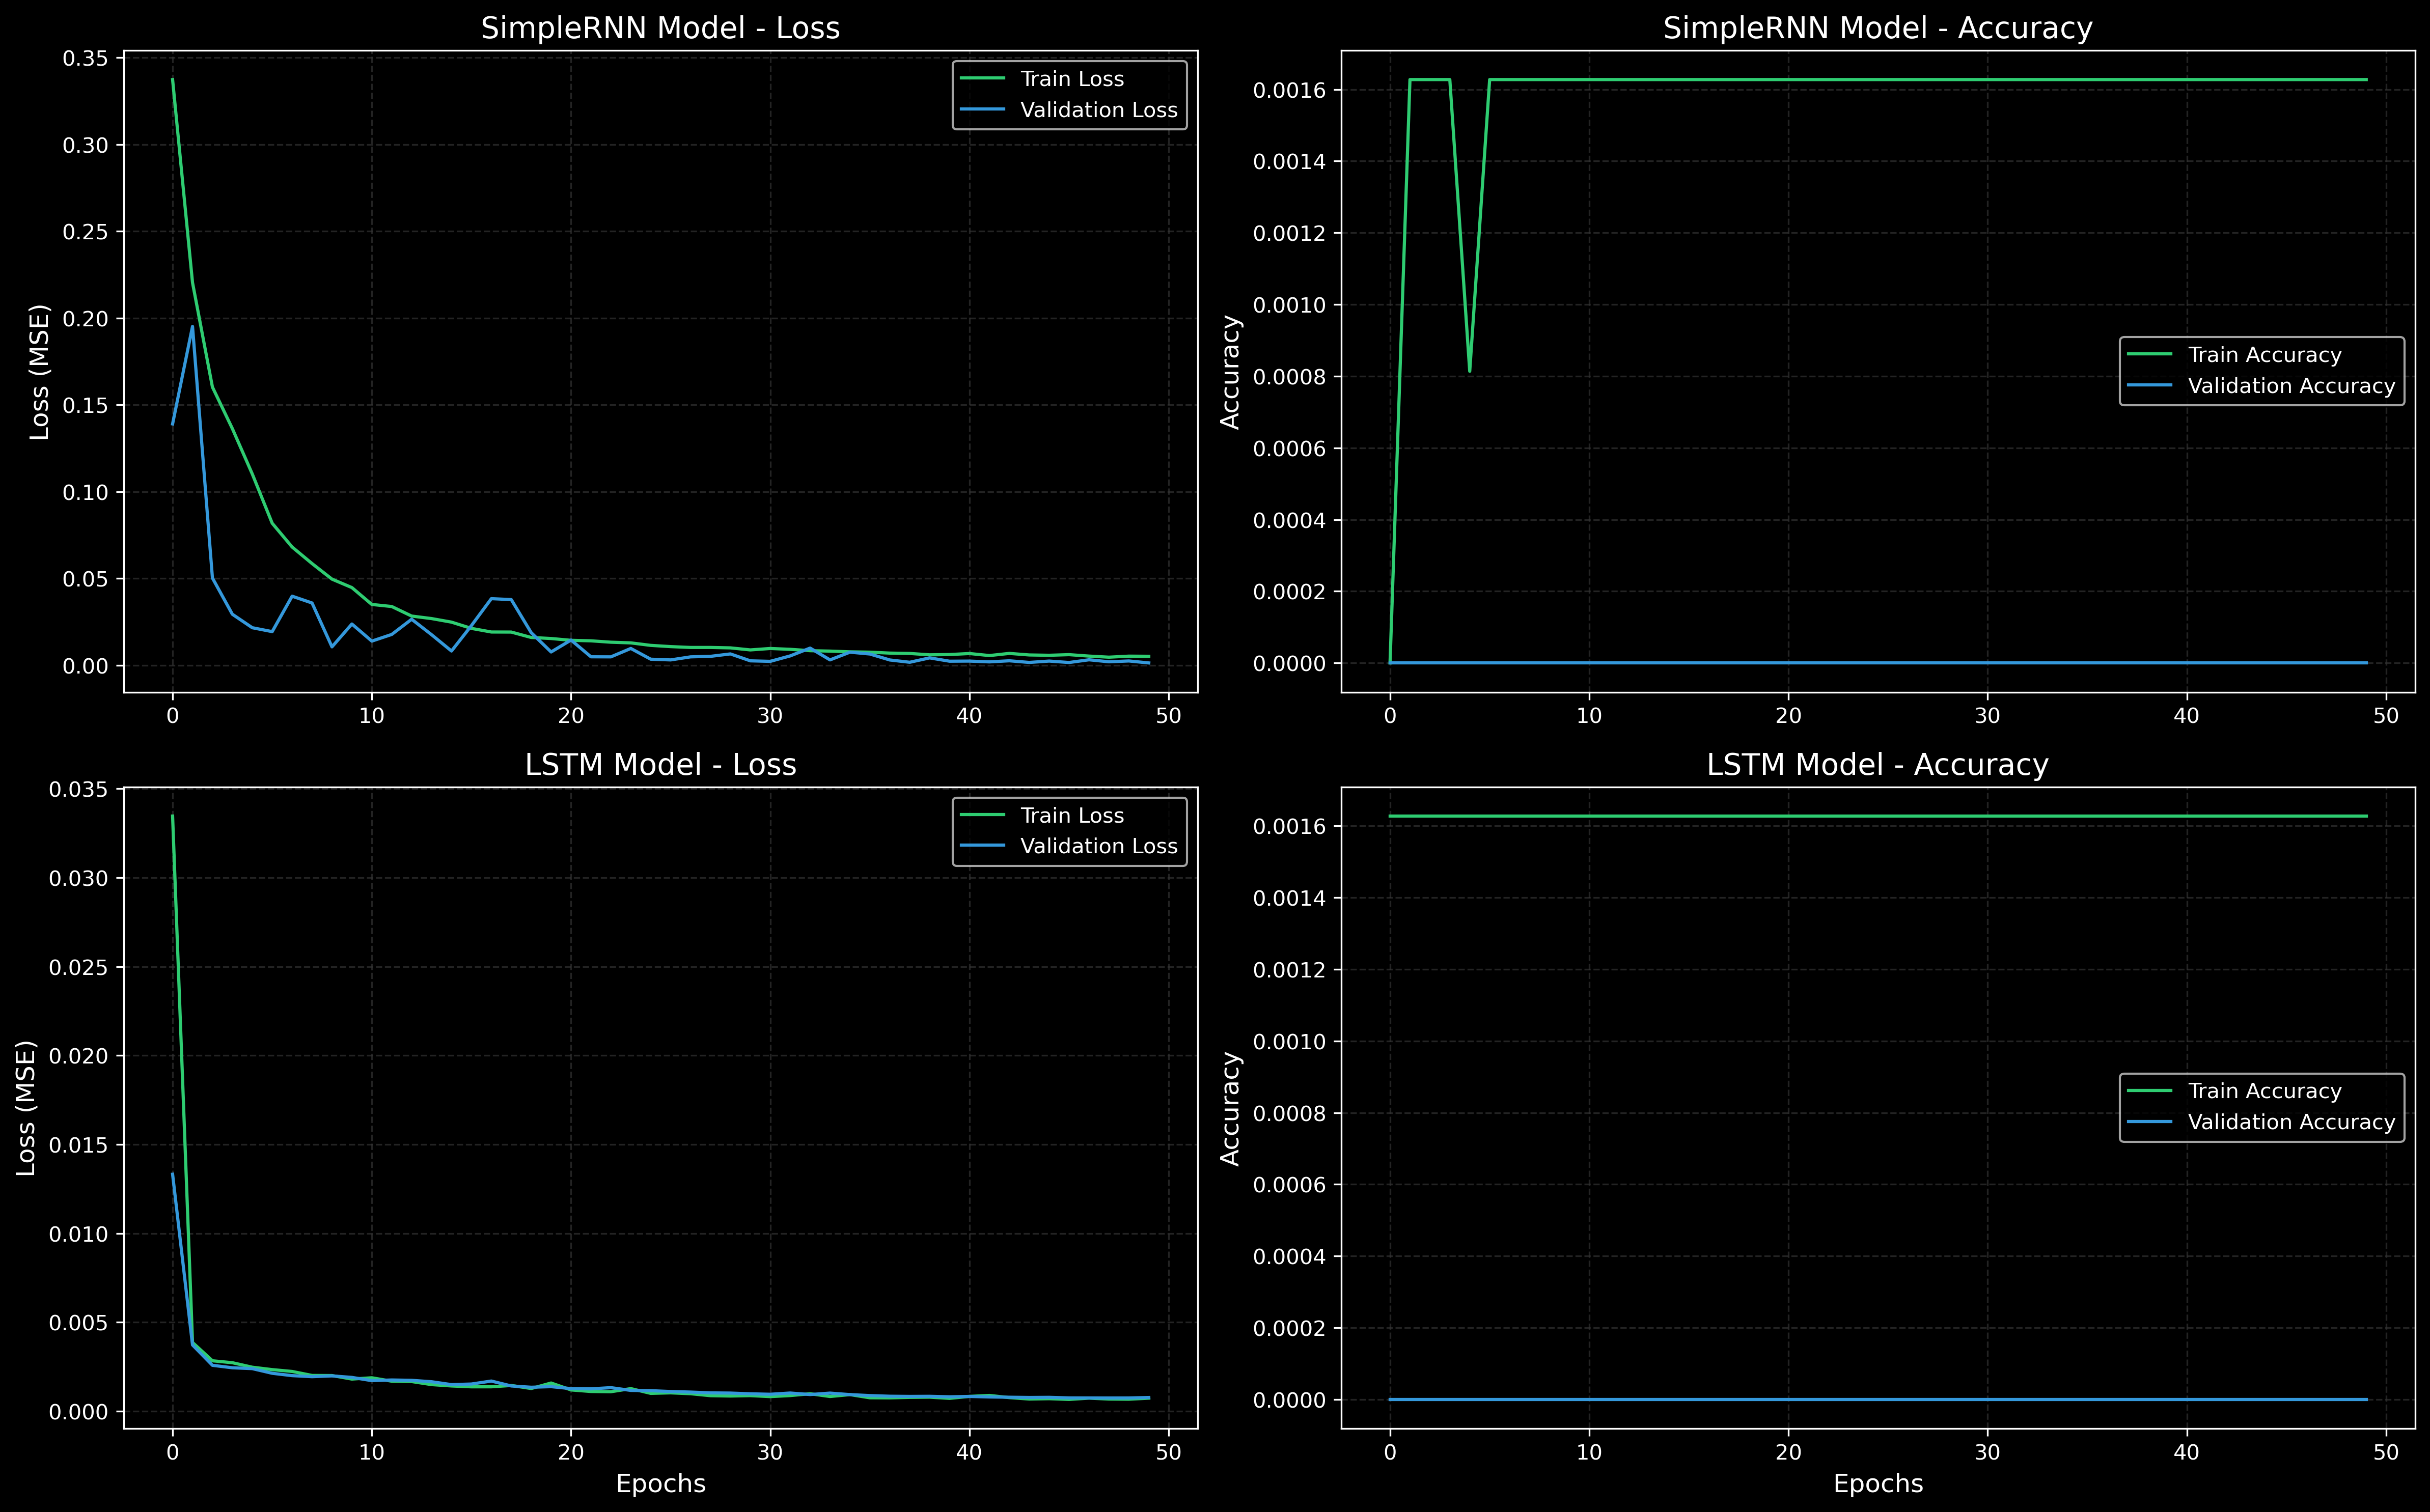 SimpleRNN Model - Loss
0.35
0.30
0.25
0.20
0.15
0.10
0.05
0.00
Loss (MSE)
0 10 20 30 40 50
Train Loss
Validation Loss
SimpleRNN Model - Accuracy
0.0016
0.0014
0.0012
0.0010
0.0008
0.0006
0.0004
0.0002
0.0000
Accuracy
0 10 20 30 40 50
Train Accuracy
Validation Accuracy
LSTM Model - Loss
0.035
0.030
0.025
0.020
0.015
0.010
0.005
0.000
Loss (MSE)
0 10 20 30 40 50
Epochs
Train Loss
Validation Loss
LSTM Model - Accuracy
0.0016
0.0014
0.0012
0.0010
0.0008
0.0006
0.0004
0.0002
0.0000
Accuracy
0 10 20 30 40 50
Epochs
Train Accuracy
Validation Accuracy